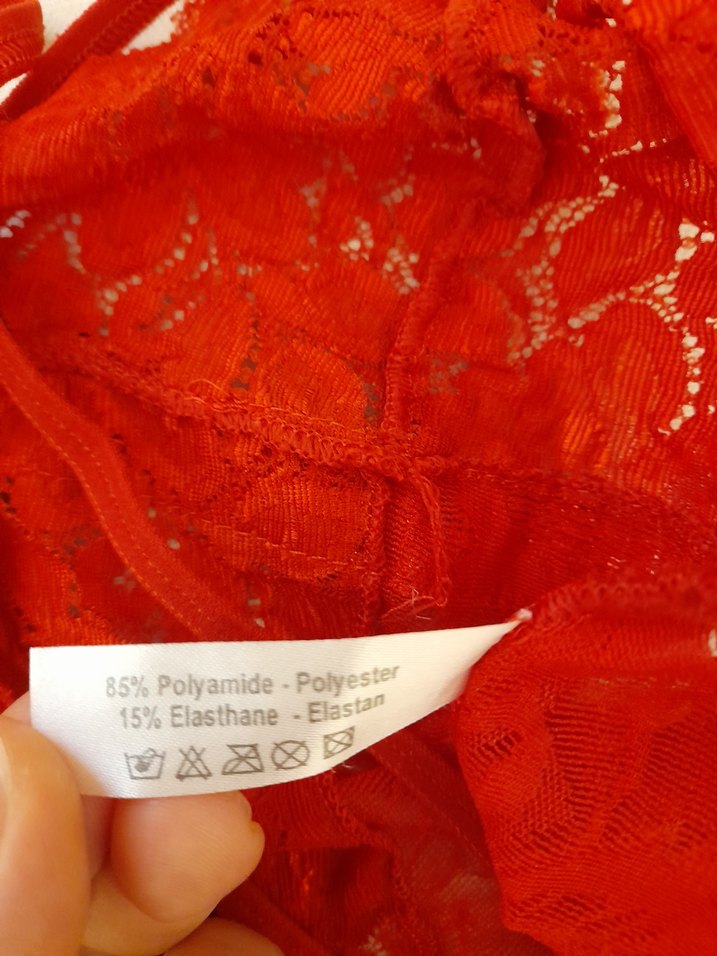 85% Polyamide - Polyester
15% Elasthane - Elastan